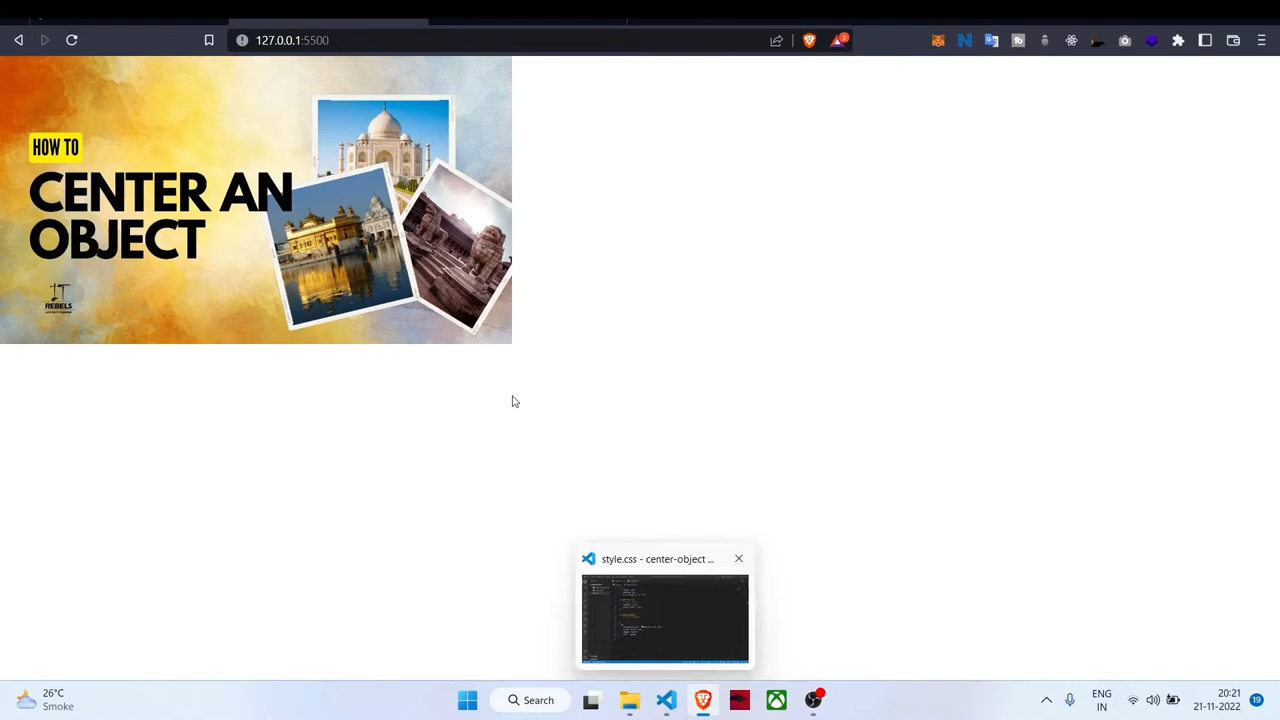 127.0.0.1:5500
HOW TO
CENTER AN
OBJECT
REBELS
style.css - center-object ...
26°C
Smoke
Search
ENG
IN
20:21
21-11-2022
19